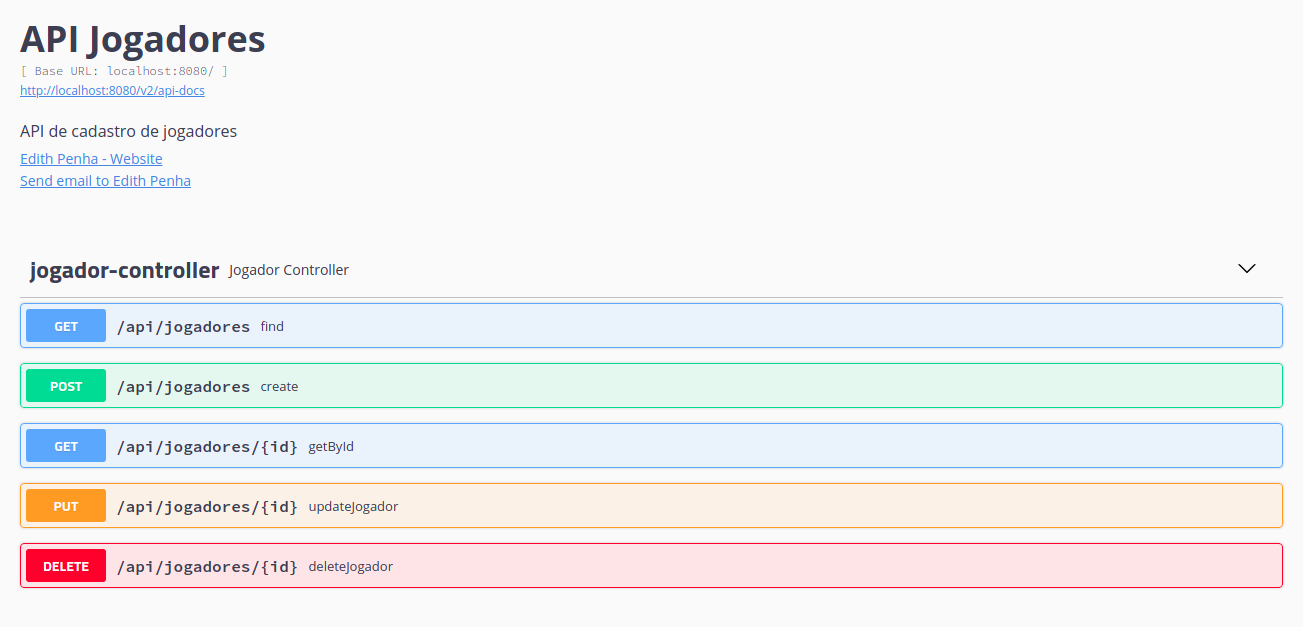 API Jogadores
[ Base URL: localhost:8080/ ]
http://localhost:8080/v2/api-docs
API de cadastro de jogadores
Edith Penha - Website
Send email to Edith Penha
jogador-controller Jogador Controller
GET /api/jogadores find
POST /api/jogadores create
GET /api/jogadores/{id} getById
PUT /api/jogadores/{id} updateJogador
DELETE /api/jogadores/{id} deleteJogador